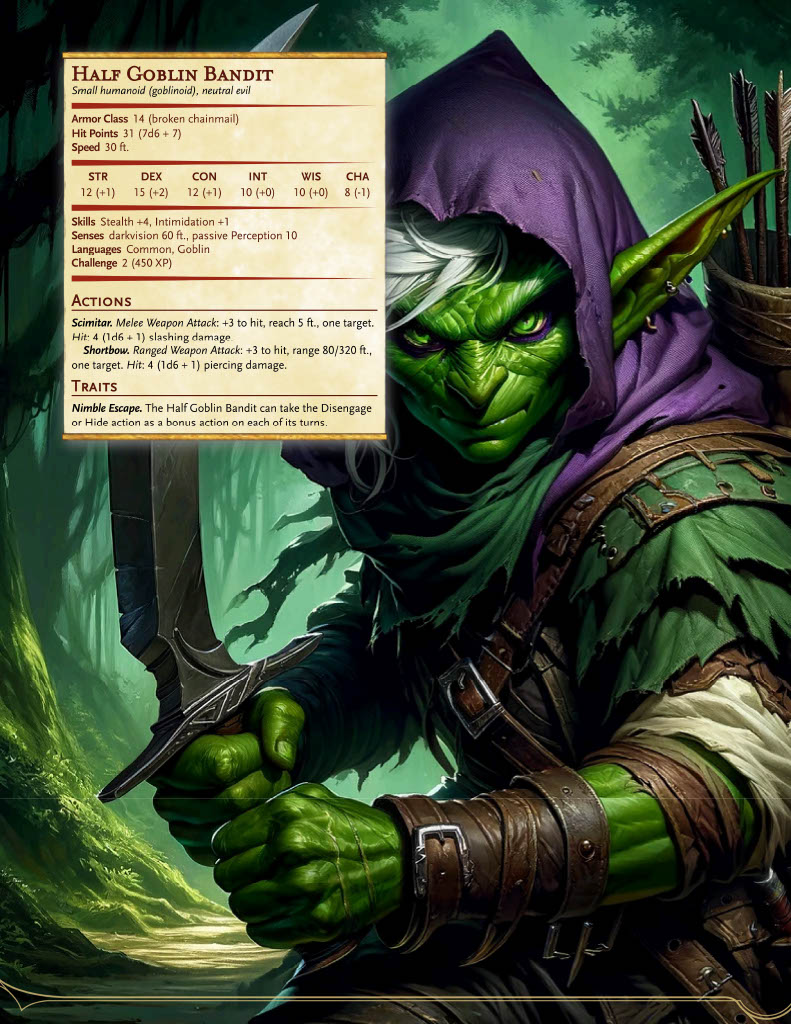 Half Goblin Bandit
Small humanoid (goblinoid), neutral evil
Armor Class 14 (broken chainmail)
Hit Points 31 (7d6 + 7)
Speed 30 ft.
STR DEX CON INT WIS CHA
12 (+1) 15 (+2) 12 (+1) 10 (+0) 10 (+0) 8 (-1)
Skills Stealth +4, Intimidation +1
Senses darkvision 60 ft., passive Perception 10
Languages Common, Goblin
Challenge 2 (450 XP)
Actions
Scimitar. Melee Weapon Attack: +3 to hit, reach 5 ft., one target.
Hit: 4 (1d6 + 1) slashing damage.
Shortbow. Ranged Weapon Attack: +3 to hit, range 80/320 ft.,
one target. Hit: 4 (1d6 + 1) piercing damage.
Traits
Nimble Escape. The Half Goblin Bandit can take the Disengage
or Hide action as a bonus action on each of its turns.